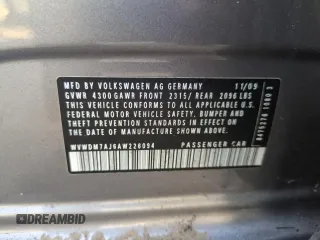 MFD. BY VOLKSWAGEN AG GERMANY 11/09
GVWR 4300 GAWR FRONT 2315/ REAR 2096 LBS
THIS VEHICLE CONFORMS TO ALL APPLICABLE U.S.
FEDERAL MOTOR VEHICLE SAFETY, BUMPER AND
THEFT PREVENTION STANDARDS IN EFFECT ON THE
DATE OF MANUFACTURE SHOWN ABOVE.
WVWDM7AJ6AW226094 PASSENGER CAR
AUTOBIDMASTER